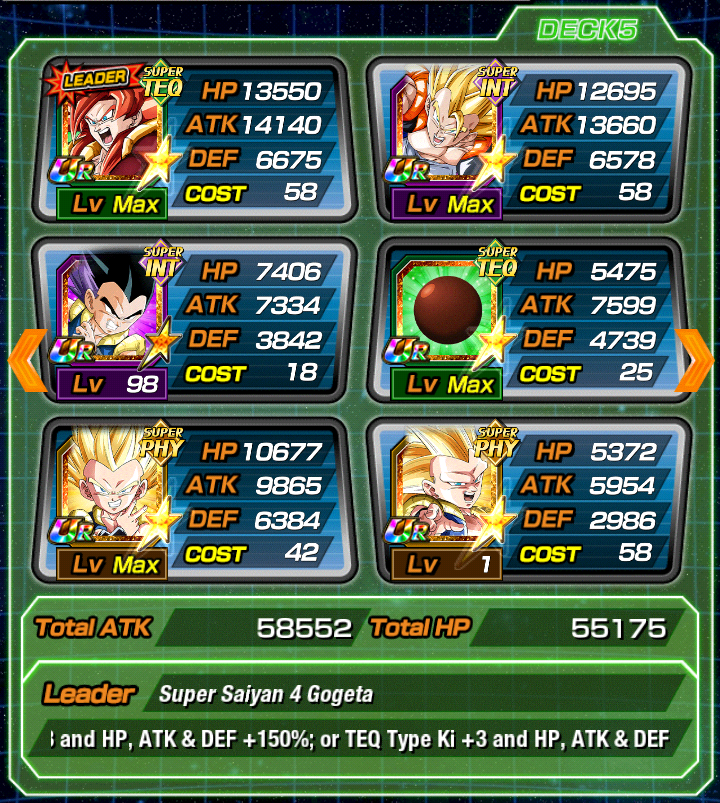 DECK5
LEADER
SUPER TEQ
HP 13550
ATK 14140
DEF 6675
COST 58
UR
Lv Max
SUPER INT
HP 12695
ATK 13660
DEF 6578
COST 58
UR
Lv Max
SUPER INT
HP 7406
ATK 7334
DEF 3842
COST 18
UR
Lv 98
SUPER TEQ
HP 5475
ATK 7599
DEF 4739
COST 25
UR
Lv Max
SUPER PHY
HP 10677
ATK 9865
DEF 6384
COST 42
UR
Lv Max
SUPER PHY
HP 5372
ATK 5954
DEF 2986
COST 58
UR
Lv 1
Total ATK 58552 Total HP 55175
Leader Super Saiyan 4 Gogeta
and HP, ATK & DEF +150%; or TEQ Type Ki +3 and HP, ATK & DEF